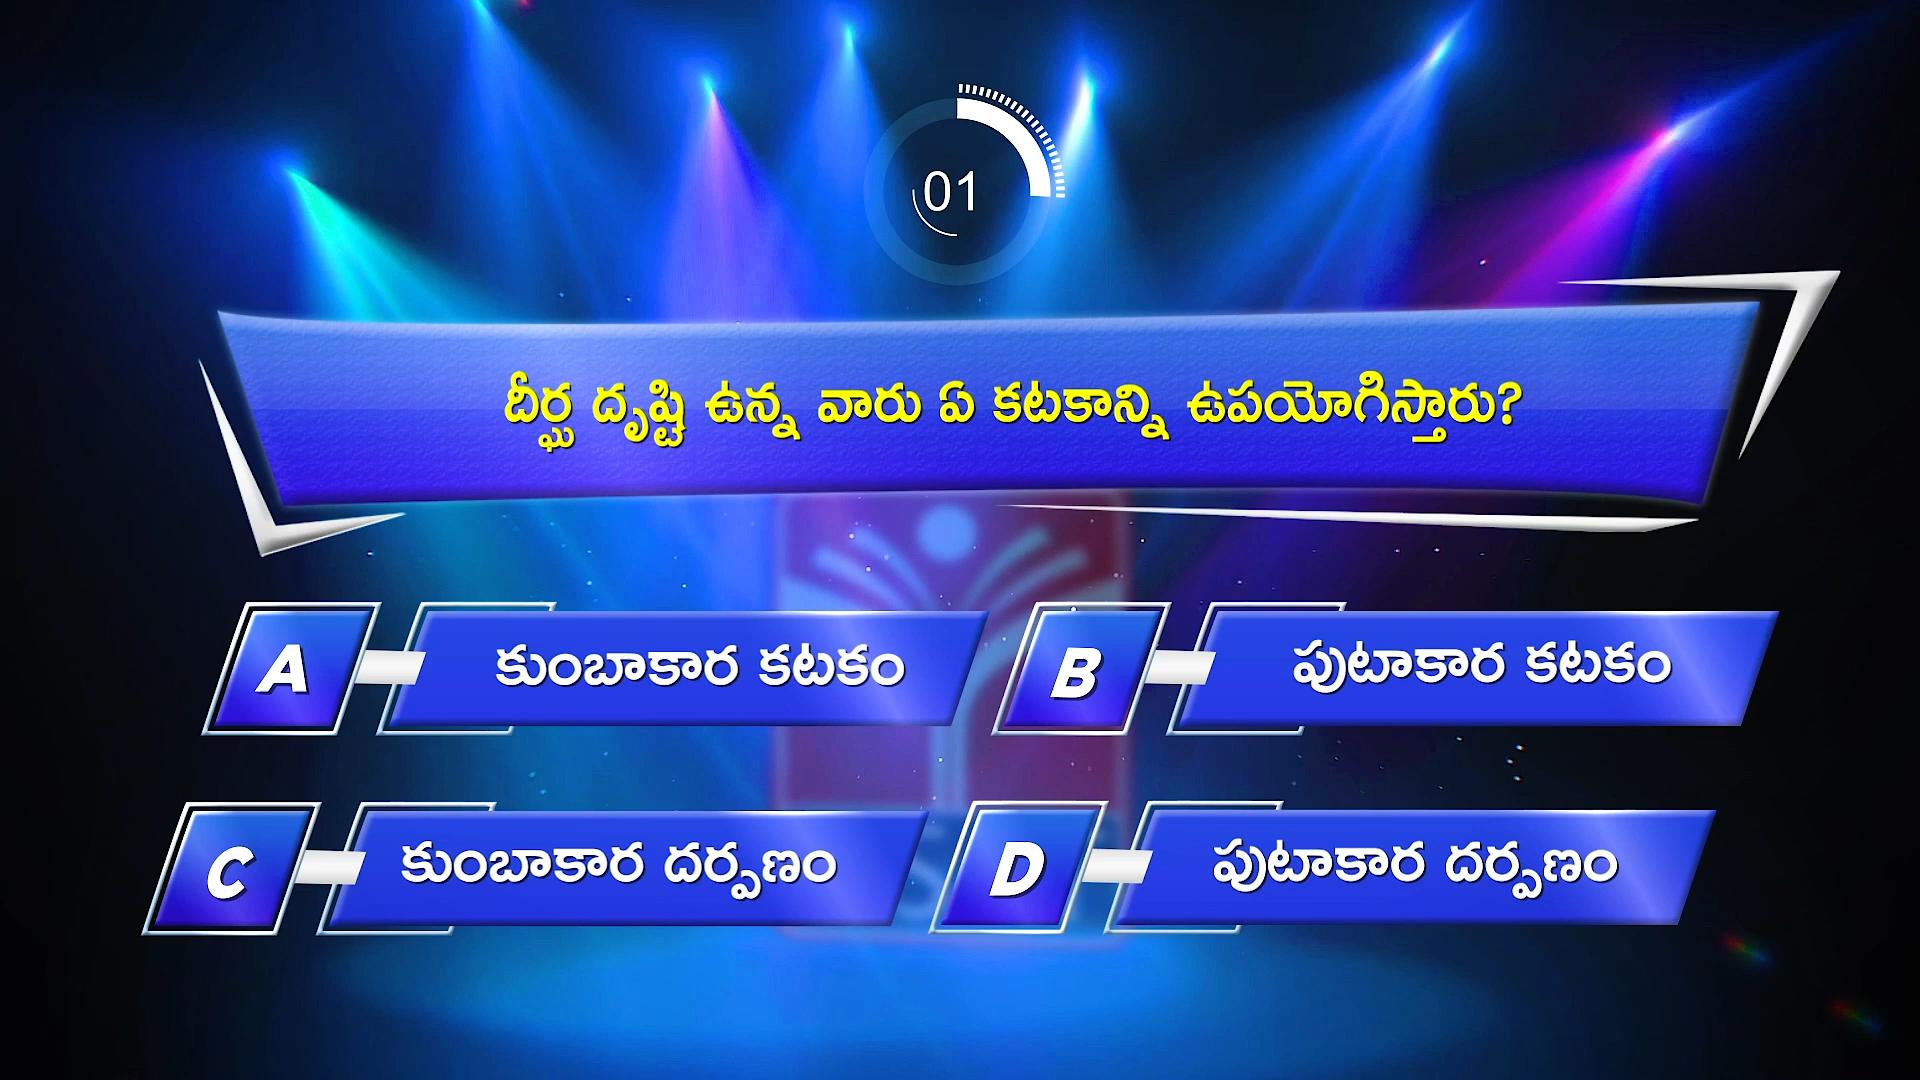 01
దీర్ఘ దృష్టి ఉన్న వారు ఏ కటకాన్ని ఉపయోగిస్తారు?
A కుంబాకార కటకం
B పుటాకార కటకం
C కుంబాకార దర్పణం
D పుటాకార దర్పణం